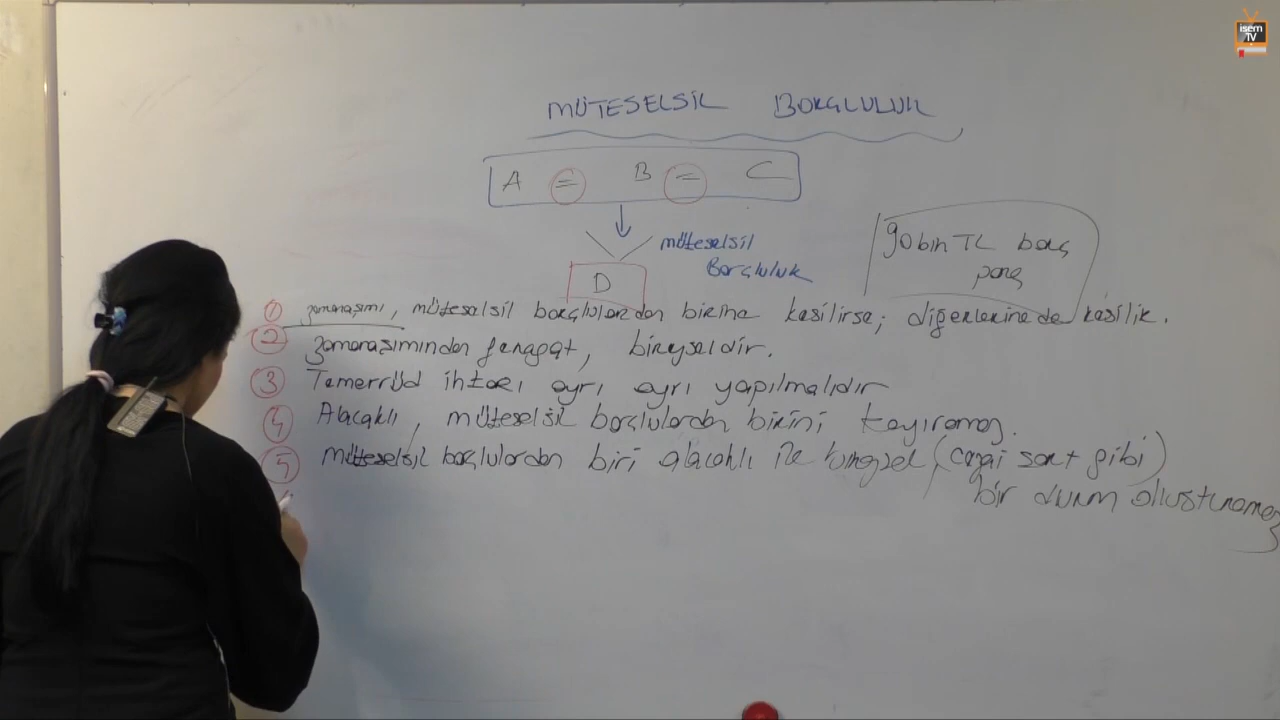 isem
TV
MÜTESELSİL BORÇLULUK
A = B = C
müteselsil
Borçluluk
D
90 bin TL borç
para
① zamanaşımı, müteselsil borçlulardan birine kesilirse; diğerlerine de kesilir.
② zamanaşımından feragat, bireyseldir.
③ Temerrüd ihtarı ayrı ayrı yapılmalıdır
④ Alacaklı, müteselsil borçlulardan birini kayıramaz.
⑤ müteselsil borçlulardan biri alacaklı ile (cezai şart gibi)
bir durum oluşturamaz